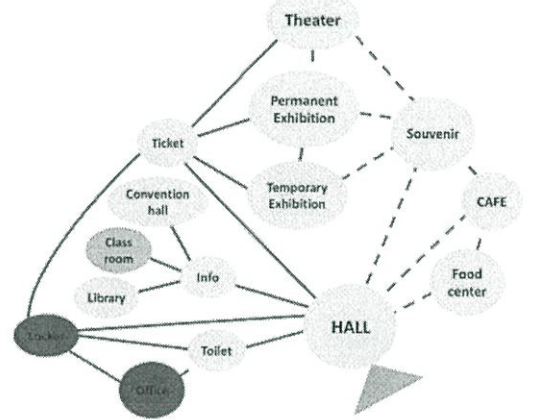 Theater
Permanent
Exhibition
Souvenir
Ticket
Temporary
Exhibition
Convention
hall
CAFE
Class
room
Info
Food
center
Library
HALL
Locker
Toilet
Office